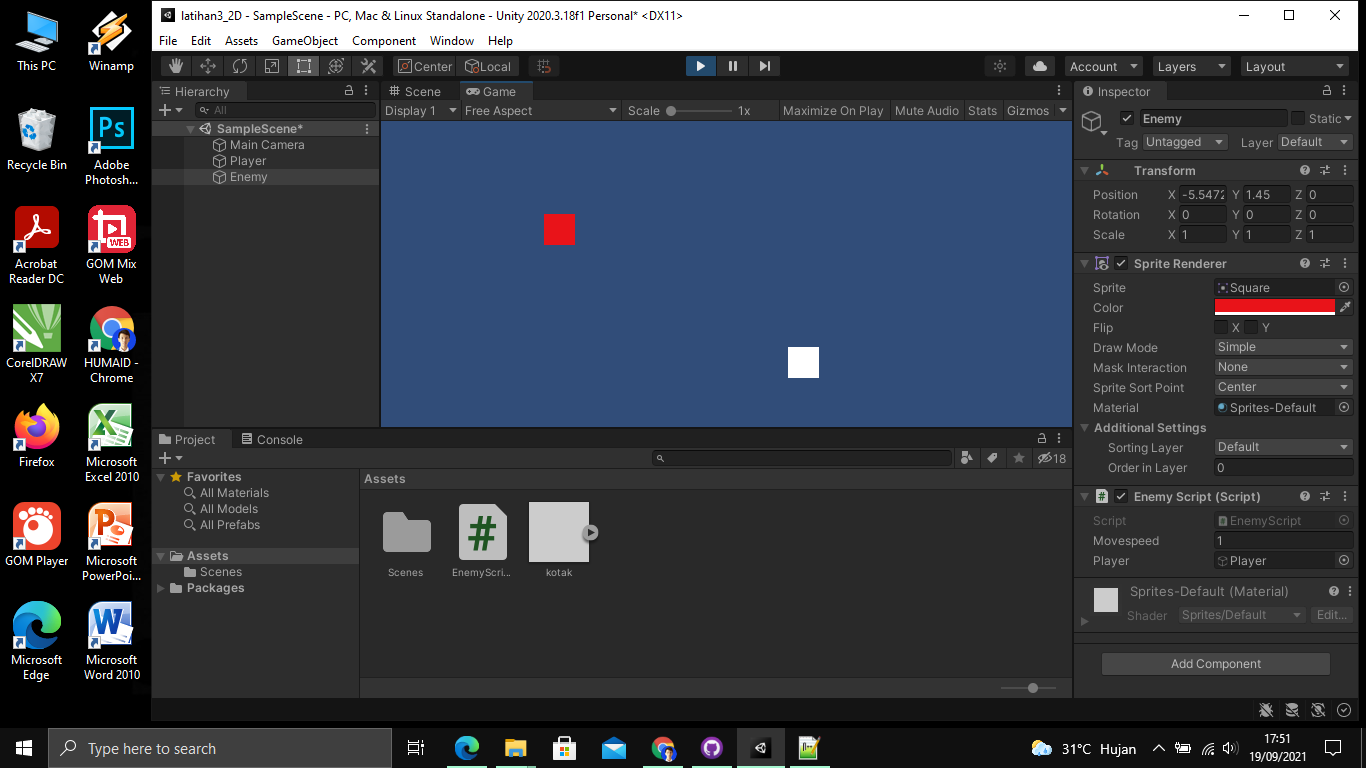 This PC
Winamp
Recycle Bin
Adobe Photosh...
Acrobat Reader DC
GOM Mix Web
CorelDRAW X7
HUMAID - Chrome
Firefox
Microsoft Excel 2010
GOM Player
Microsoft PowerPoi...
Microsoft Edge
Microsoft Word 2010
latihan3_2D - SampleScene - PC, Mac & Linux Standalone - Unity 2020.3.18f1 Personal* <DX11>
File Edit Assets GameObject Component Window Help
Center Local Account Layers Layout
Hierarchy
All
SampleScene*
Main Camera
Player
Enemy
Scene Game
Display 1 Free Aspect Scale 1x Maximize On Play Mute Audio Stats Gizmos
Inspector
Enemy Static
Tag Untagged Layer Default
Transform
Position X -5.5472 Y 1.45 Z 0
Rotation X 0 Y 0 Z 0
Scale X 1 Y 1 Z 1
Sprite Renderer
Sprite Square
Color
Flip X Y
Draw Mode Simple
Mask Interaction None
Sprite Sort Point Center
Material Sprites-Default
Additional Settings
Sorting Layer Default
Order in Layer 0
# Enemy Script (Script)
Script EnemyScript
Movespeed 1
Player Player
Sprites-Default (Material)
Shader Sprites/Default Edit...
Add Component
Project Console
18
Favorites
All Materials
All Models
All Prefabs
Assets
Scenes
Packages
Assets
Scenes EnemyScri... kotak
Type here to search
31°C Hujan
17:51
19/09/2021